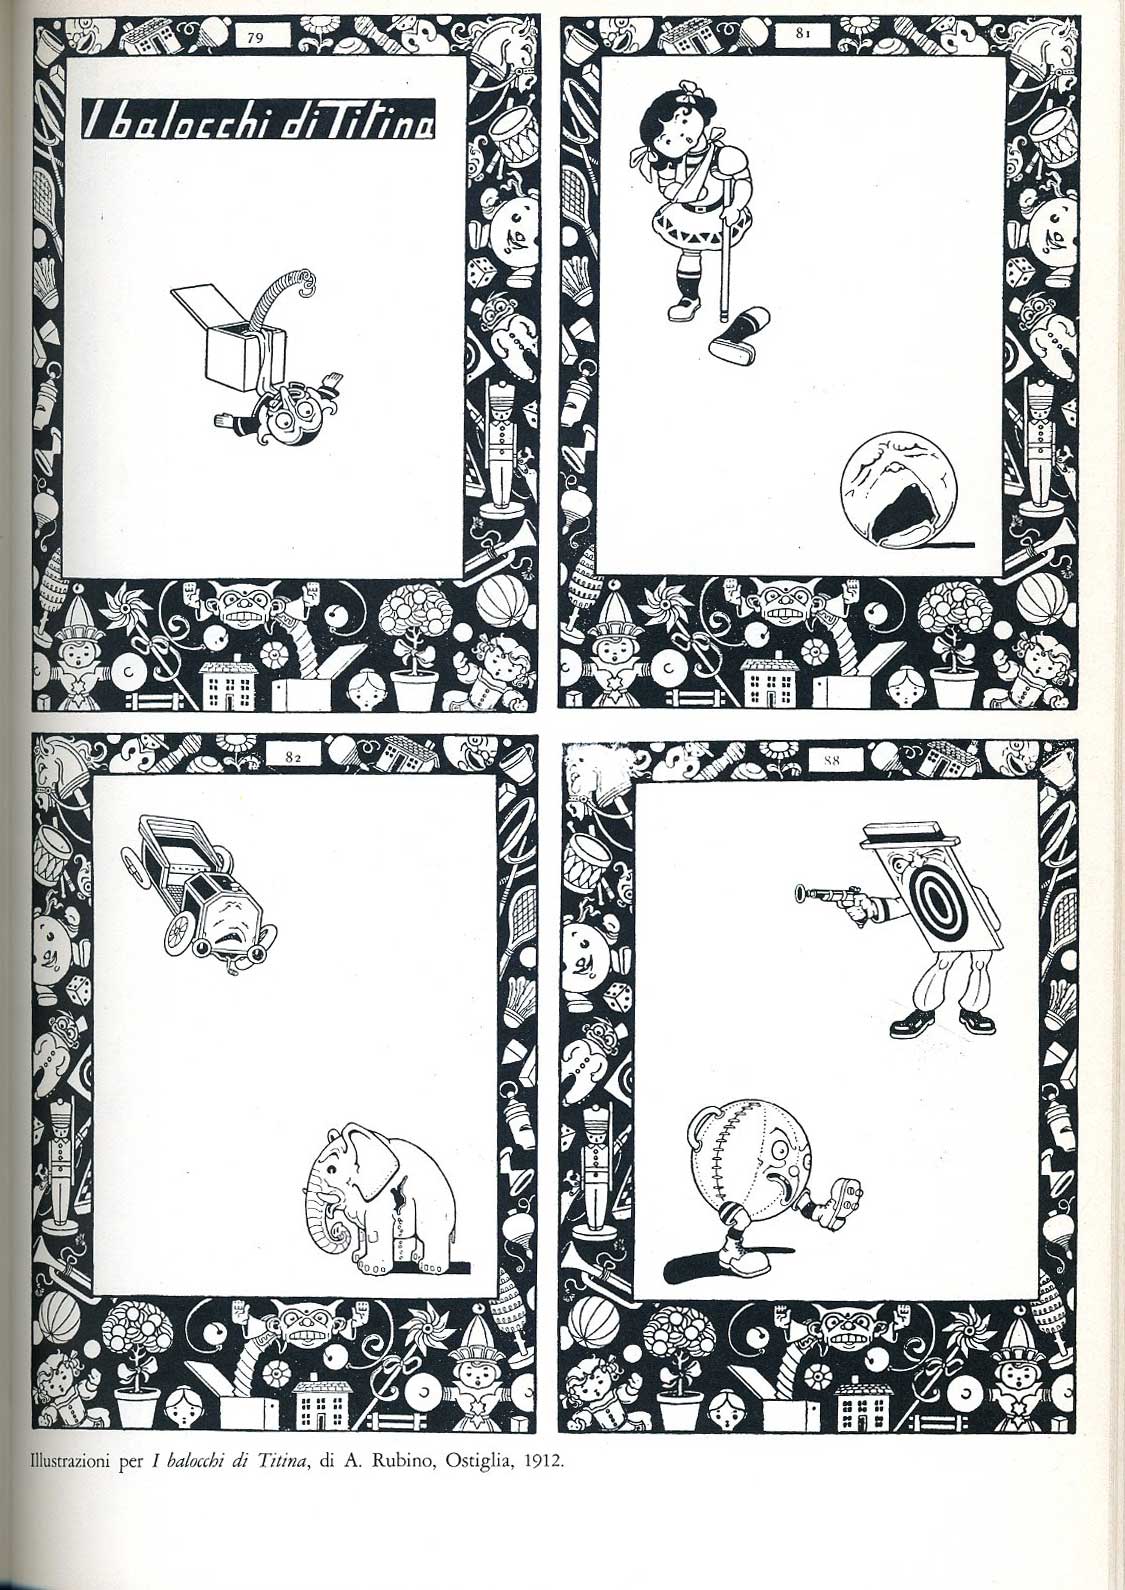 79
I balocchi di Titina
81
82
88
Illustrazioni per I balocchi di Titina, di A. Rubino, Ostiglia, 1912.